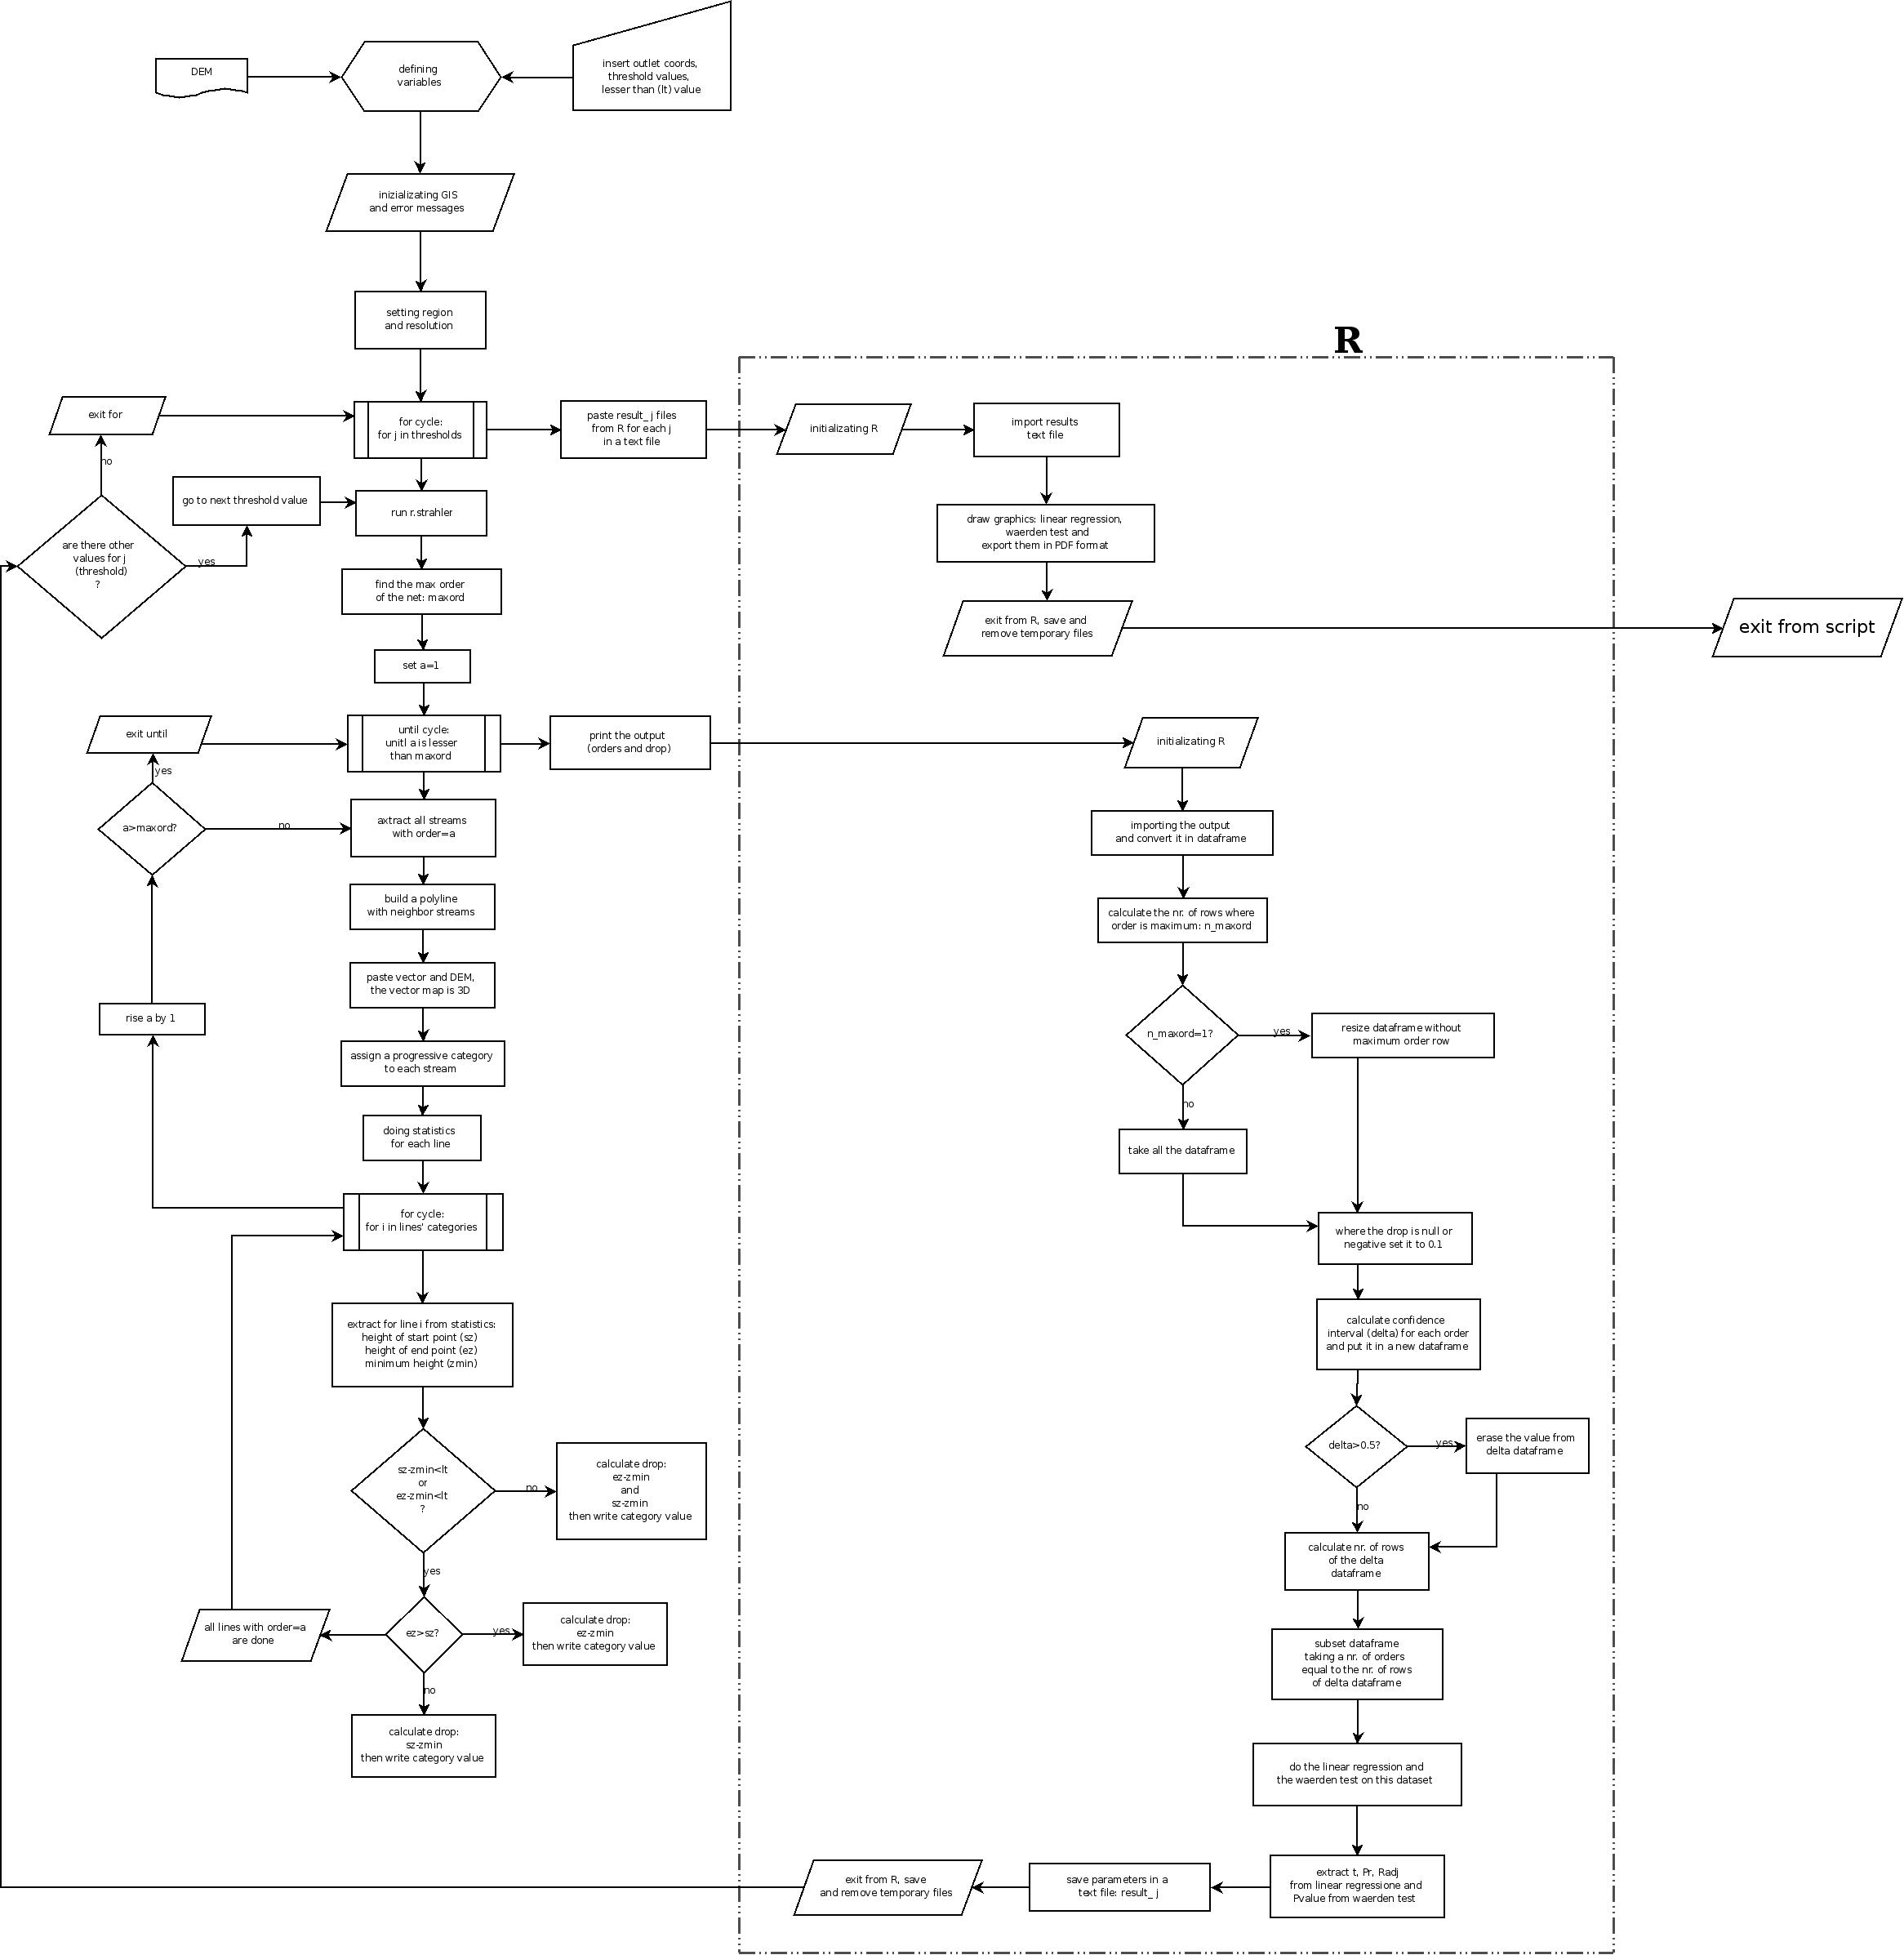 DEM
defining
variables
insert outlet coords,
threshold values,
lesser than (lt) value
inizializating GIS
and error messages
setting region
and resolution
R
exit for
for cycle:
for j in thresholds
paste result_j files
from R for each j
in a text file
initializating R
import results
text file
no
go to next threshold value
run r.strahler
draw graphics: linear regression,
waerden test and
export them in PDF format
are there other
values for j
(threshold)
?
yes
find the max order
of the net: maxord
exit from R, save and
remove temporary files
exit from script
set a=1
exit until
until cycle:
unitl a is lesser
than maxord
print the output
(orders and drop)
initializating R
yes
a>maxord?
no
axtract all streams
with order=a
importing the output
and convert it in dataframe
build a polyline
with neighbor streams
calculate the nr. of rows where
order is maximum: n_maxord
paste vector and DEM,
the vector map is 3D
rise a by 1
n_maxord=1?
yes
resize dataframe without
maximum order row
assign a progressive category
to each stream
no
doing statistics
for each line
take all the dataframe
for cycle:
for i in lines' categories
where the drop is null or
negative set it to 0.1
extract for line i from statistics:
height of start point (sz)
height of end point (ez)
minimum height (zmin)
calculate confidence
interval (delta) for each order
and put it in a new dataframe
delta>0.5?
yes
erase the value from
delta dataframe
sz-zmin<lt
or
ez-zmin<lt
?
no
calculate drop:
ez-zmin
and
sz-zmin
then write category value
no
calculate nr. of rows
of the delta
dataframe
yes
all lines with order=a
are done
ez>sz?
yes
calculate drop:
ez-zmin
then write category value
subset dataframe
taking a nr. of orders
equal to the nr. of rows
of delta dataframe
no
calculate drop:
sz-zmin
then write category value
do the linear regression and
the waerden test on this dataset
exit from R, save
and remove temporary files
save parameters in a
text file: result_j
extract t, Pr, Radj
from linear regressione and
Pvalue from waerden test